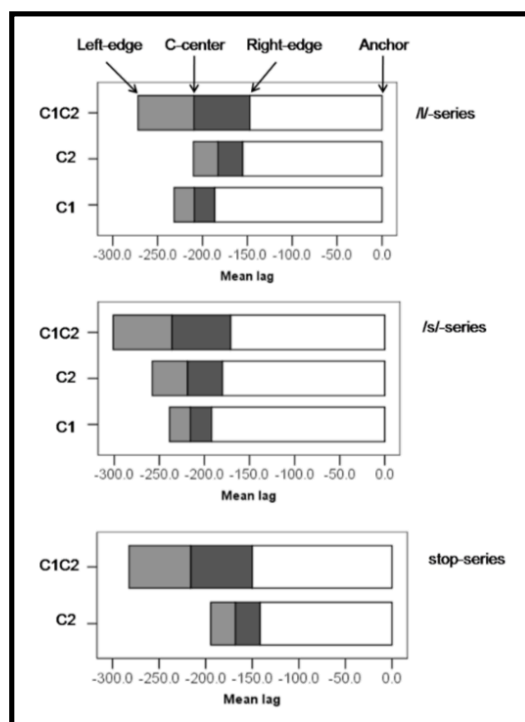 Left-edge C-center Right-edge Anchor
C1C2 /l/-series
C2
C1
-300.0 -250.0 -200.0 -150.0 -100.0 -50.0 0.0
Mean lag
C1C2 /s/-series
C2
C1
-300.0 -250.0 -200.0 -150.0 -100.0 -50.0 0.0
Mean lag
C1C2 stop-series
C2
-300.0 -250.0 -200.0 -150.0 -100.0 -50.0 0.0
Mean lag